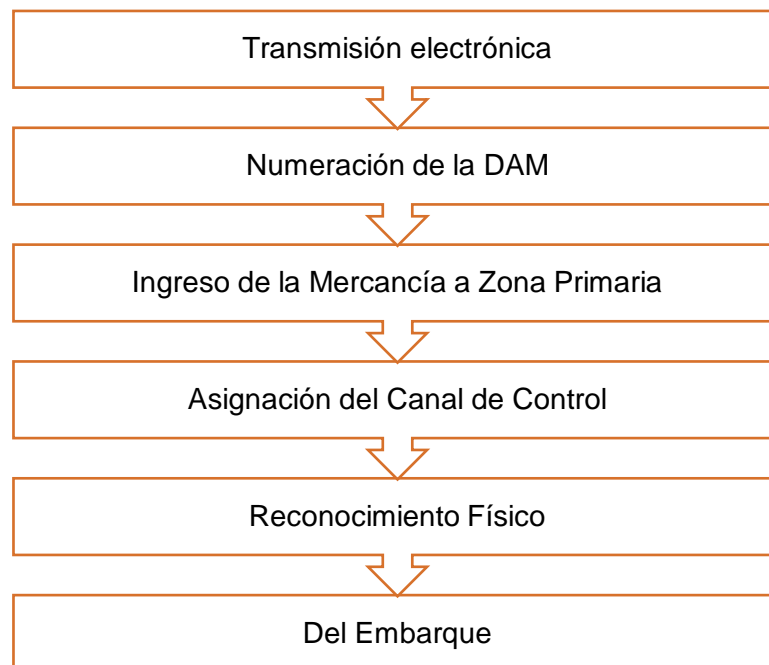 Transmisión electrónica
Numeración de la DAM
Ingreso de la Mercancía a Zona Primaria
Asignación del Canal de Control
Reconocimiento Físico
Del Embarque